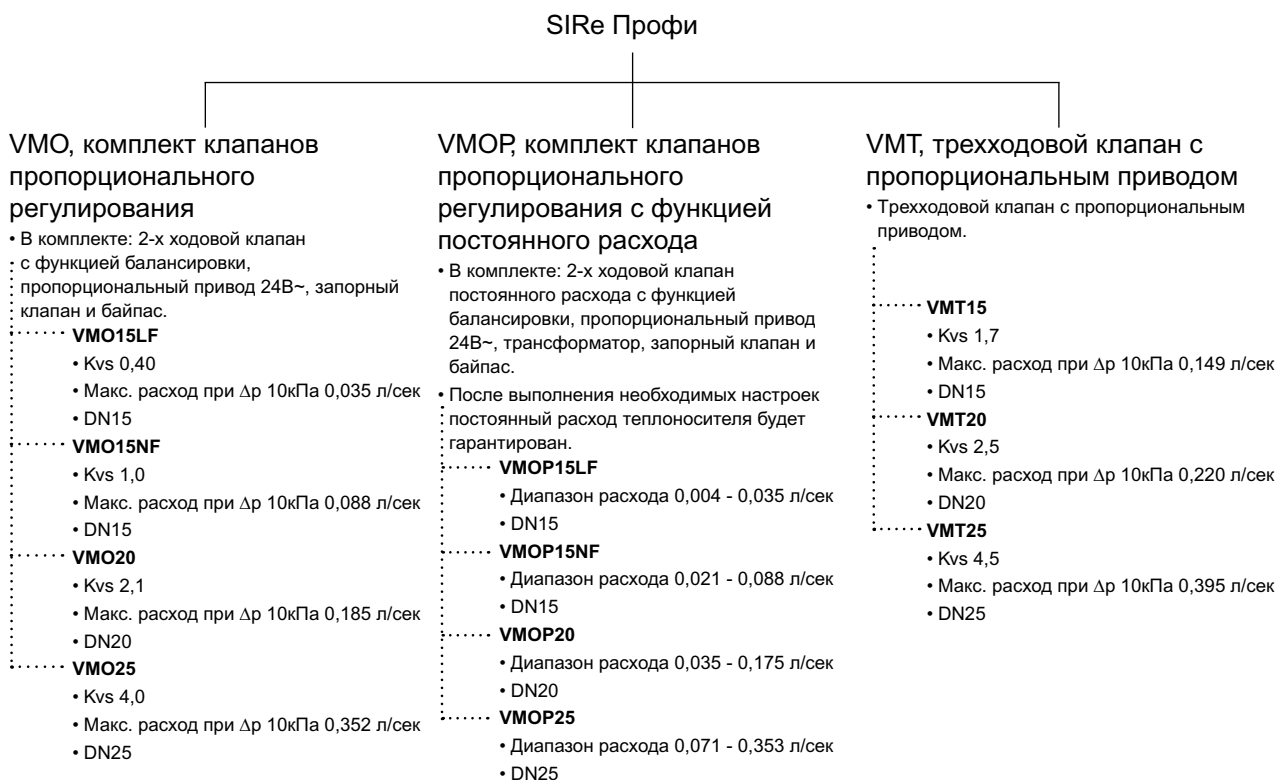 SIRe Профи
VMO, комплект клапанов
пропорционального
регулирования
• В комплекте: 2-х ходовой клапан
с функцией балансировки,
пропорциональный привод 24В~, запорный
клапан и байпас.
VMO15LF
• Kvs 0,40
• Макс. расход при Δp 10кПа 0,035 л/сек
• DN15
VMO15NF
• Kvs 1,0
• Макс. расход при Δp 10кПа 0,088 л/сек
• DN15
VMO20
• Kvs 2,1
• Макс. расход при Δp 10кПа 0,185 л/сек
• DN20
VMO25
• Kvs 4,0
• Макс. расход при Δp 10кПа 0,352 л/сек
• DN25
VMOP, комплект клапанов
пропорционального
регулирования с функцией
постоянного расхода
• В комплекте: 2-х ходовой клапан
постоянного расхода с функцией
балансировки, пропорциональный привод
24В~, трансформатор, запорный клапан и
байпас.
• После выполнения необходимых настроек
постоянный расход теплоносителя будет
гарантирован.
VMOP15LF
• Диапазон расхода 0,004 - 0,035 л/сек
• DN15
VMOP15NF
• Диапазон расхода 0,021 - 0,088 л/сек
• DN15
VMOP20
• Диапазон расхода 0,035 - 0,175 л/сек
• DN20
VMOP25
• Диапазон расхода 0,071 - 0,353 л/сек
• DN25
VMT, трехходовой клапан с
пропорциональным приводом
• Трехходовой клапан с пропорциональным
приводом.
VMT15
• Kvs 1,7
• Макс. расход при Δp 10кПа 0,149 л/сек
• DN15
VMT20
• Kvs 2,5
• Макс. расход при Δp 10кПа 0,220 л/сек
• DN20
VMT25
• Kvs 4,5
• Макс. расход при Δp 10кПа 0,395 л/сек
• DN25